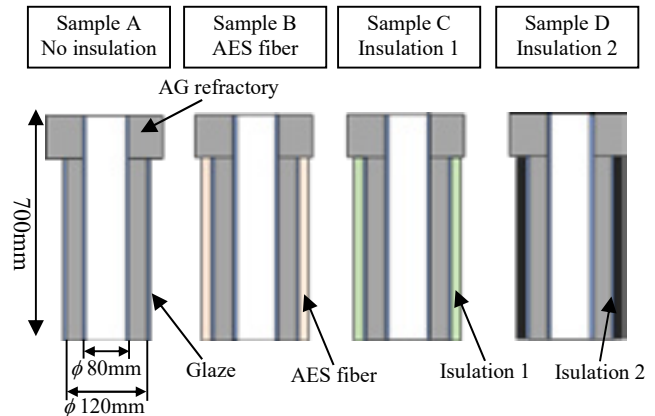 Sample A
No insulation
Sample B
AES fiber
Sample C
Insulation 1
Sample D
Insulation 2
AG refractory
700mm
Glaze
AES fiber
Isulation 1
Isulation 2
ϕ 80mm
ϕ 120mm